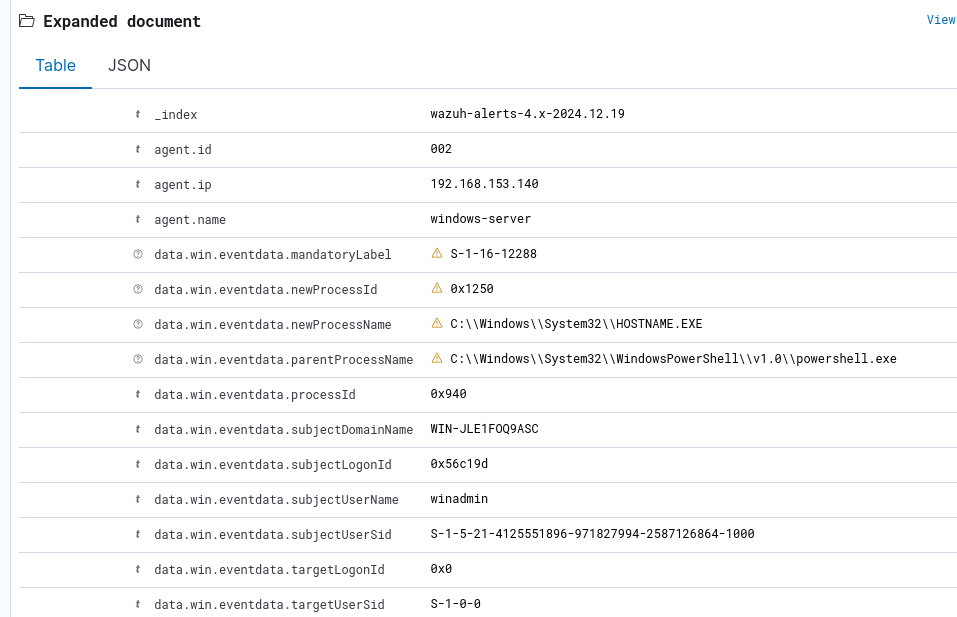 Expanded document
View
Table JSON
t _index wazuh-alerts-4.x-2024.12.19
t agent.id 002
t agent.ip 192.168.153.140
t agent.name windows-server
data.win.eventdata.mandatoryLabel S-1-16-12288
data.win.eventdata.newProcessId 0x1250
data.win.eventdata.newProcessName C:\\Windows\\System32\\HOSTNAME.EXE
data.win.eventdata.parentProcessName C:\\Windows\\System32\\WindowsPowerShell\\v1.0\\powershell.exe
t data.win.eventdata.processId 0x940
t data.win.eventdata.subjectDomainName WIN-JLE1FOQ9ASC
t data.win.eventdata.subjectLogonId 0x56c19d
t data.win.eventdata.subjectUserName winadmin
t data.win.eventdata.subjectUserSid S-1-5-21-4125551896-971827994-2587126864-1000
t data.win.eventdata.targetLogonId 0x0
t data.win.eventdata.targetUserSid S-1-0-0